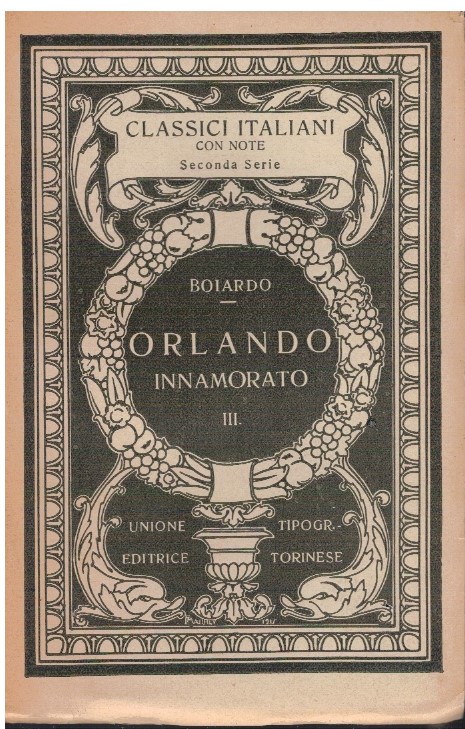 CLASSICI ITALIANI
CON NOTE
Seconda Serie
BOIARDO
ORLANDO
INNAMORATO
III.
UNIONE TIPOGR.
EDITRICE TORINESE